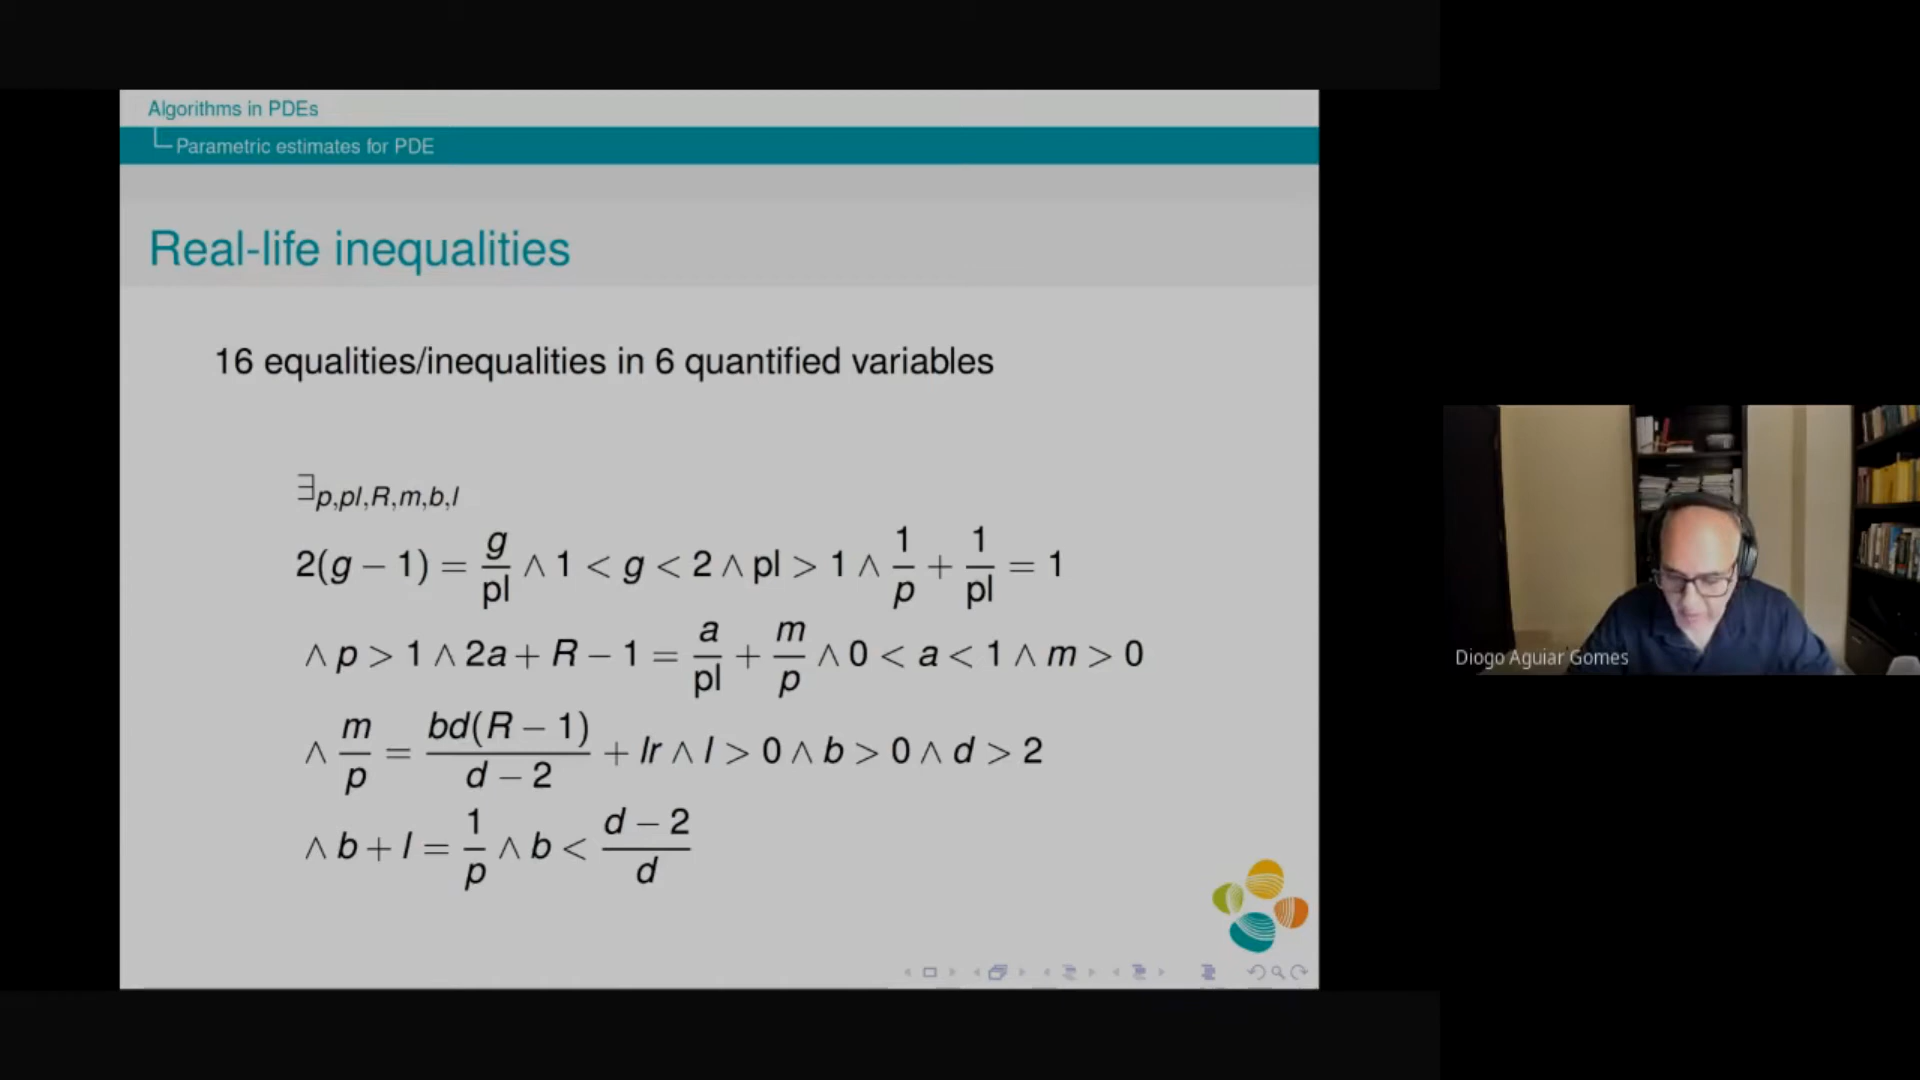 Algorithms in PDEs
Parametric estimates for PDE
Real-life inequalities
16 equalities/inequalities in 6 quantified variables
∃p,pl,R,m,b,l
2(g − 1) = g/pl ∧ 1 < g < 2 ∧ pl > 1 ∧ 1/p + 1/pl = 1
∧ p > 1 ∧ 2a + R − 1 = a/pl + m/p ∧ 0 < a < 1 ∧ m > 0
∧ m/p = bd(R − 1)/d − 2 + lr ∧ l > 0 ∧ b > 0 ∧ d > 2
∧ b + l = 1/p ∧ b < d − 2/d
Diogo Aguiar Gomes